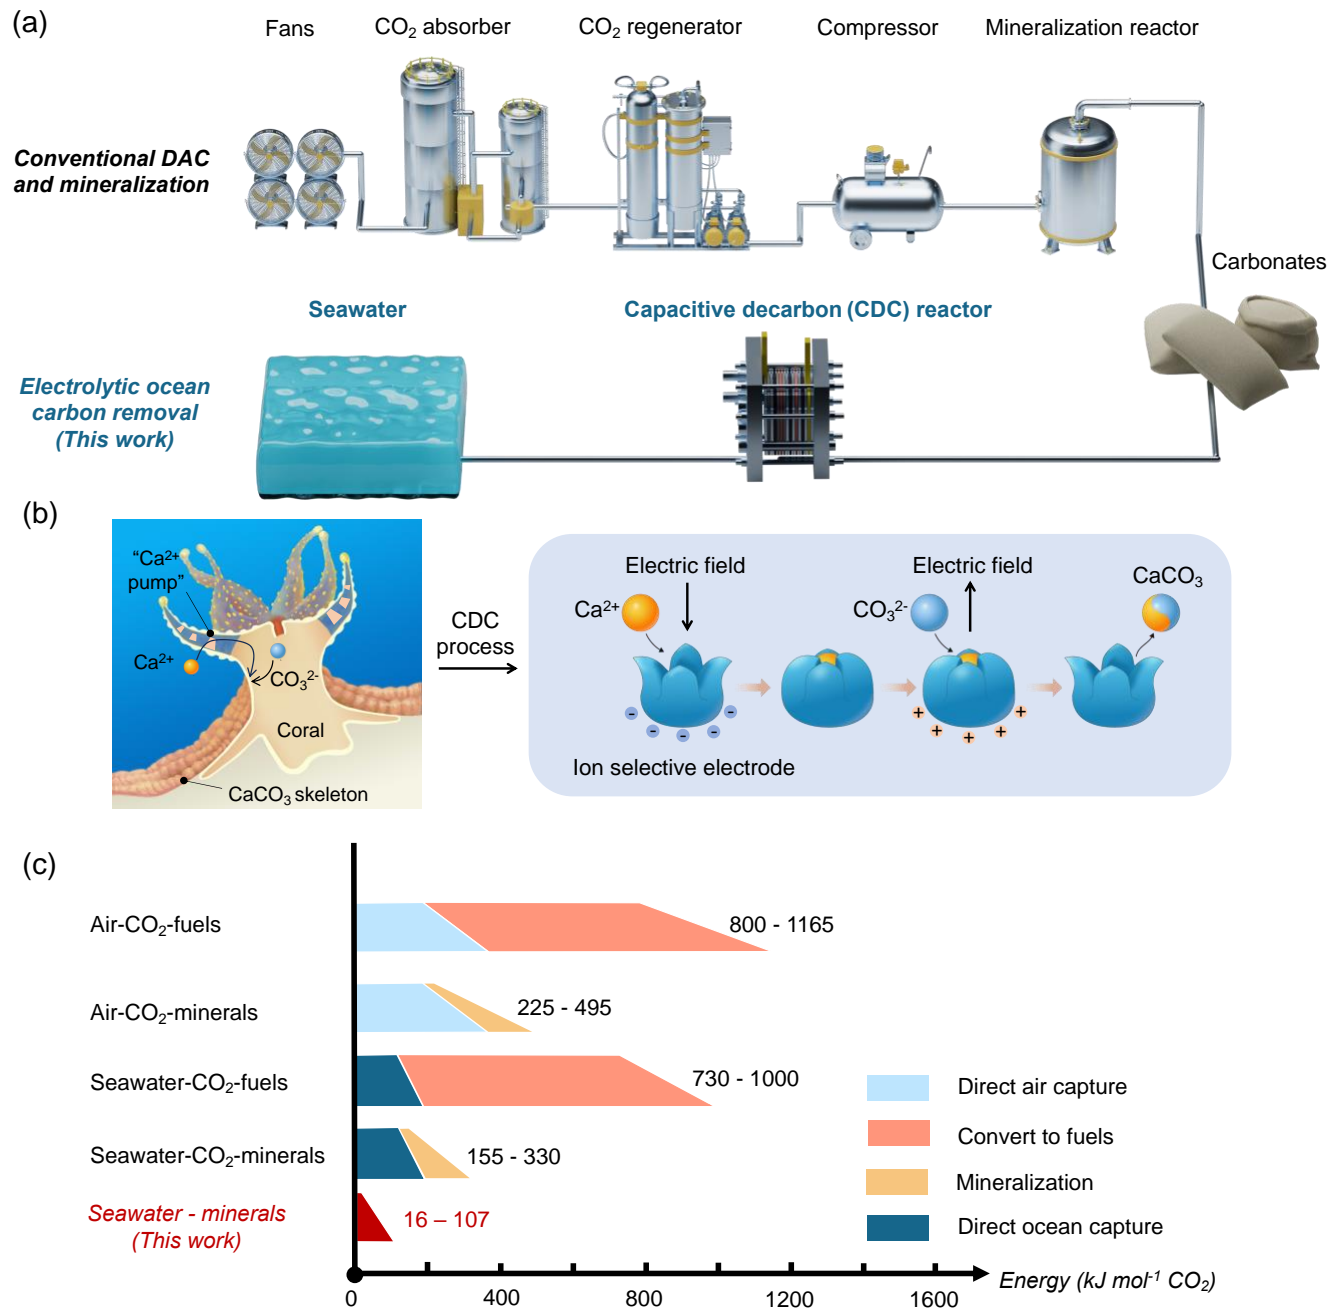 (a)
Fans
CO₂ absorber
CO₂ regenerator
Compressor
Mineralization reactor
Conventional DAC
and mineralization
Carbonates
Seawater
Capacitive decarbon (CDC) reactor
Electrolytic ocean
carbon removal
(This work)
(b)
“Ca²⁺
pump”
Ca²⁺
CO₃²⁻
Coral
CaCO₃ skeleton
CDC
process
Electric field
Ca²⁺
Electric field
CO₃²⁻
CaCO₃
- - - - -
+ + + + +
Ion selective electrode
(c)
Air-CO₂-fuels
800 - 1165
Air-CO₂-minerals
225 - 495
Seawater-CO₂-fuels
730 - 1000
Seawater-CO₂-minerals
155 - 330
Seawater - minerals
(This work)
16 – 107
Direct air capture
Convert to fuels
Mineralization
Direct ocean capture
0 400 800 1200 1600
Energy (kJ mol⁻¹ CO₂)